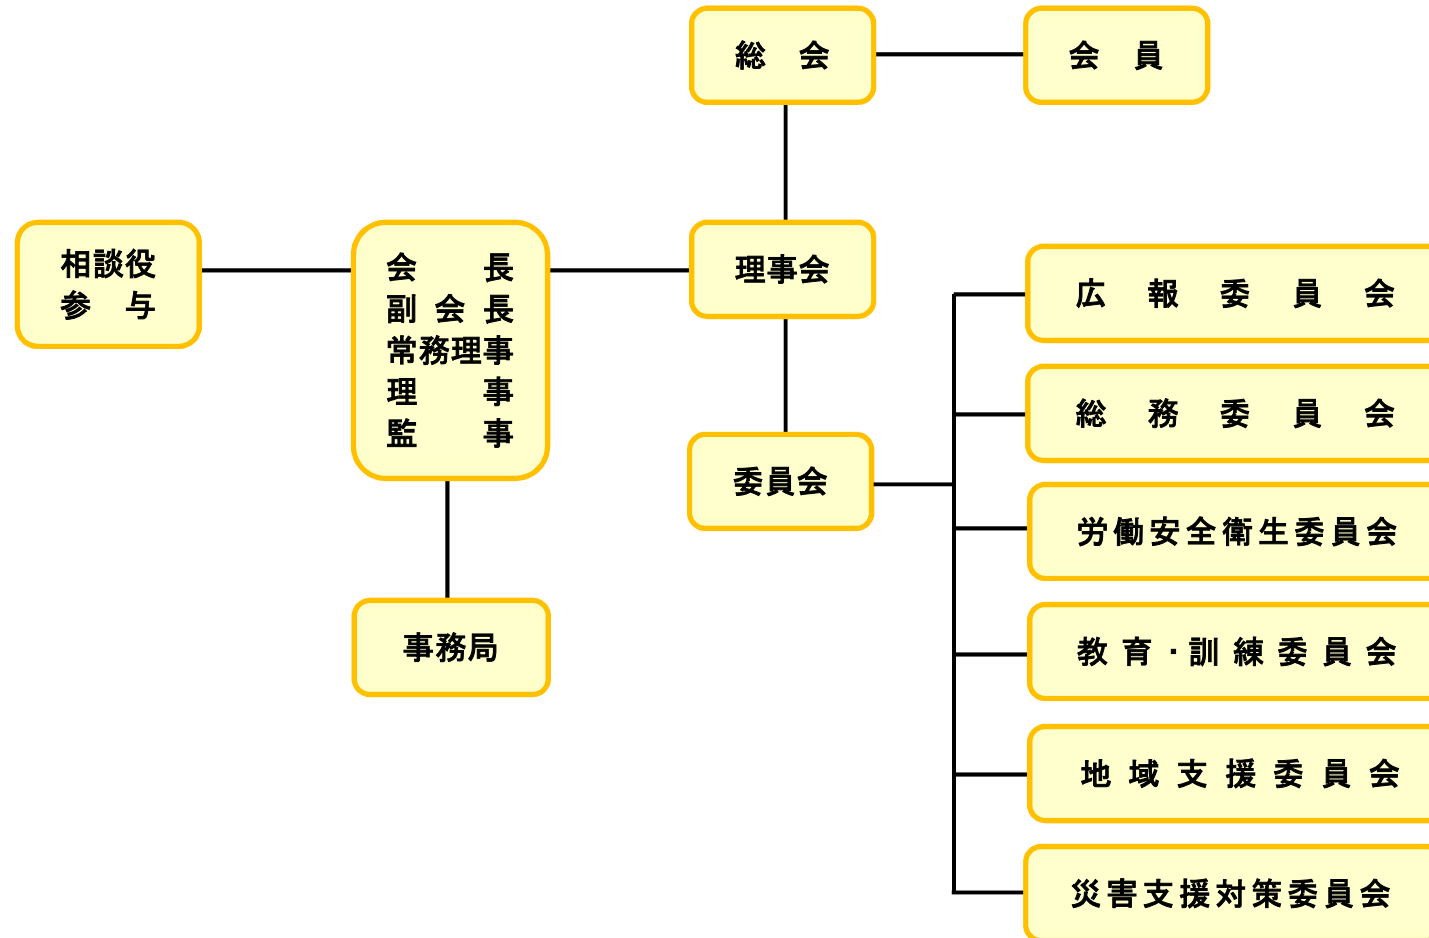 総　会
会　員
相談役
参　与
会　　長
副 会 長
常務理事
理　　事
監　　事
理事会
委員会
事務局
広 報 委 員 会
総 務 委 員 会
労働安全衛生委員会
教 育 ・訓 練 委 員 会
地 域 支 援 委 員 会
災害支援対策委員会